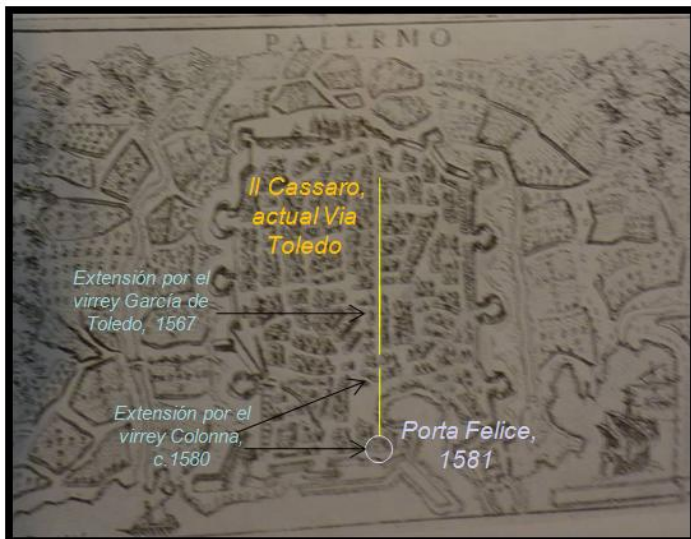 PALERMO
Il Cassaro,
actual Via
Toledo
Extensión por el
virrey García de
Toledo, 1567
Extensión por el
virrey Colonna,
c.1580
Porta Felice,
1581